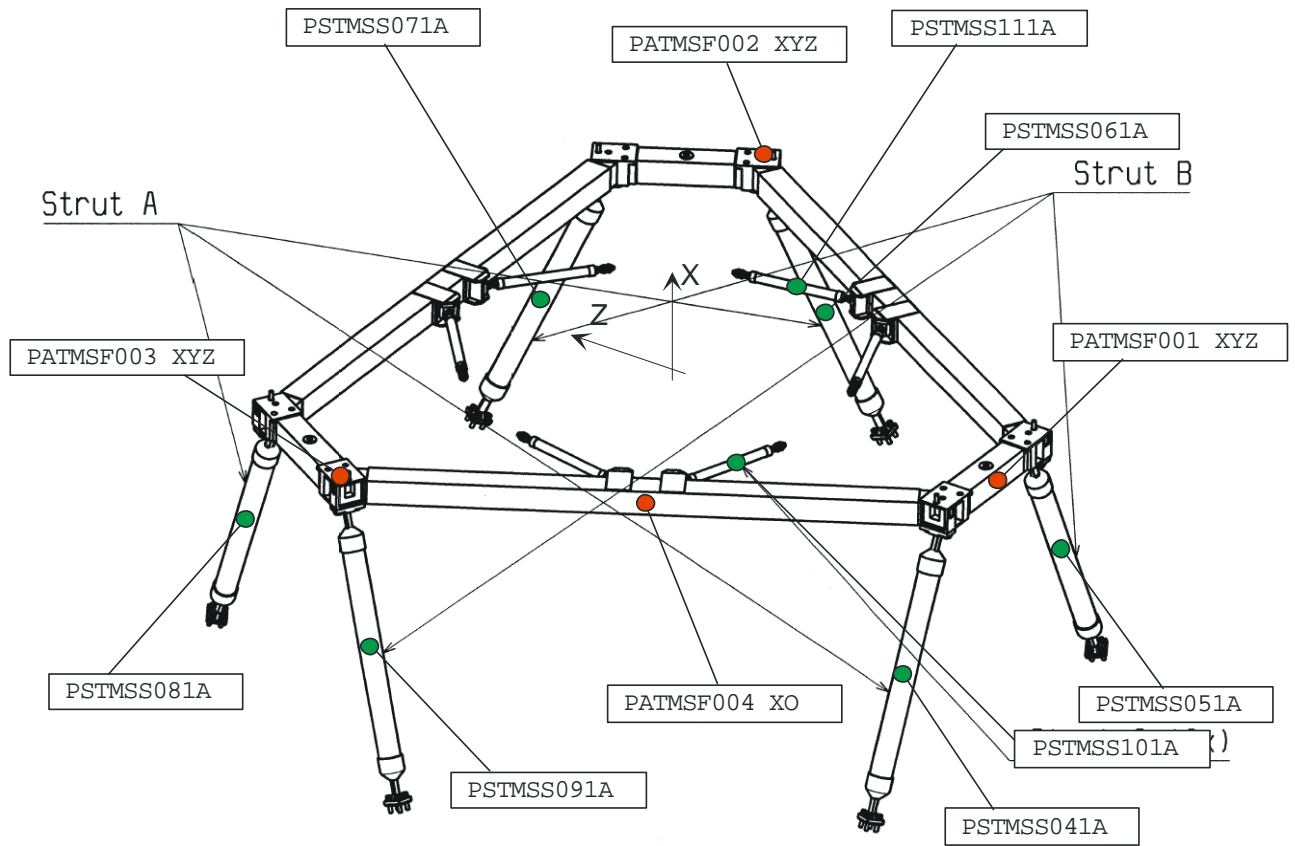 PSTMSS071A
PSTMSS111A
PATMSF002 XYZ
PSTMSS061A
Strut B
Strut A
X
Z
PATMSF001 XYZ
PATMSF003 XYZ
PSTMSS081A
PATMSF004 XO
PSTMSS051A
PSTMSS101A
PSTMSS091A
PSTMSS041A